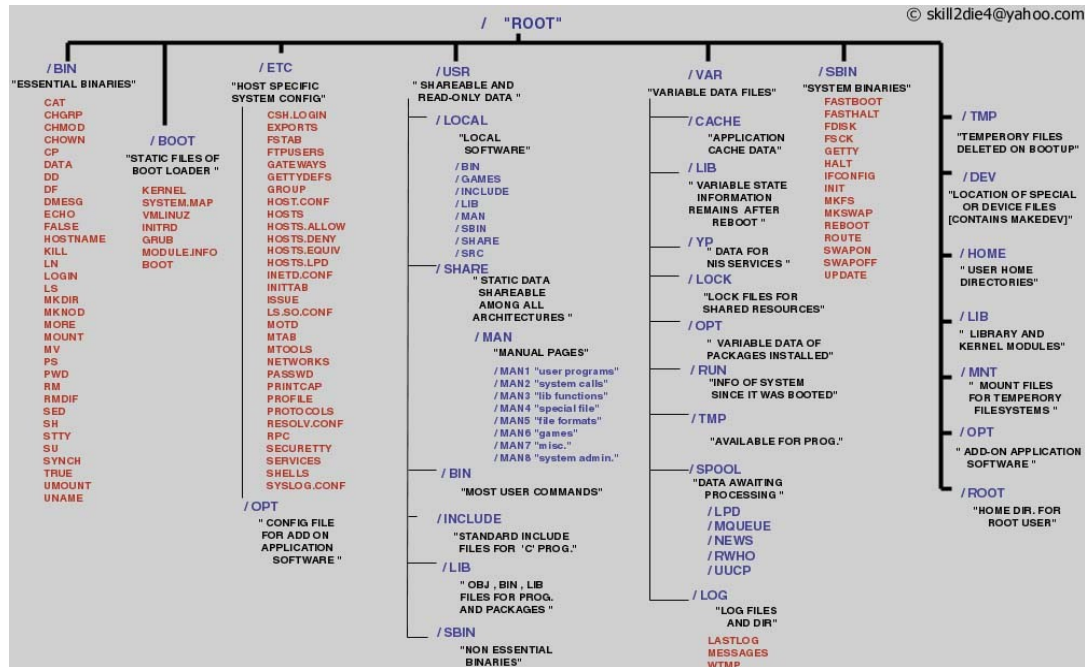 © skill2die4@yahoo.com
/ "ROOT"
/ BIN
"ESSENTIAL BINARIES"
CAT
CHGRP
CHMOD
CHOWN
CP
DATA
DD
DF
DMESG
ECHO
FALSE
HOSTNAME
KILL
LN
LOGIN
LS
MKDIR
MKNOD
MORE
MOUNT
MV
PS
PWD
RM
RMDIF
SED
SH
STTY
SU
SYNCH
TRUE
UMOUNT
UNAME
/ BOOT
"STATIC FILES OF
BOOT LOADER "
KERNEL
SYSTEM.MAP
VMLINUZ
INITRD
GRUB
MODULE.INFO
BOOT
/ ETC
"HOST SPECIFIC
SYSTEM CONFIG"
CSH.LOGIN
EXPORTS
FSTAB
FTPUSERS
GATEWAYS
GETTYDEFS
GROUP
HOST.CONF
HOSTS
HOSTS.ALLOW
HOSTS.DENY
HOSTS.EQUIV
HOSTS.LPD
INETD.CONF
INITTAB
ISSUE
LS.SO.CONF
MOTD
MTAB
MTOOLS
NETWORKS
PASSWD
PRINTCAP
PROFILE
PROTOCOLS
RESOLV.CONF
RPC
SECURETTY
SERVICES
SHELLS
SYSLOG.CONF
/ OPT
" CONFIG FILE
FOR ADD ON
APPLICATION
SOFTWARE "
/ USR
" SHAREABLE AND
READ-ONLY DATA "
/ LOCAL
"LOCAL
SOFTWARE"
/ BIN
/ GAMES
/ INCLUDE
/ LIB
/ MAN
/ SBIN
/ SHARE
/ SRC
/ SHARE
"STATIC DATA
SHAREABLE
AMONG ALL
ARCHITECTURES "
/ MAN
"MANUAL PAGES"
/ MAN1 "user programs"
/ MAN2 "system calls"
/ MAN3 "lib functions"
/ MAN4 "special file"
/ MAN5 "file formats"
/ MAN6 "games"
/ MAN7 "misc."
/ MAN8 "system admin."
/ BIN
"MOST USER COMMANDS"
/ INCLUDE
"STANDARD INCLUDE
FILES FOR 'C' PROG."
/ LIB
" OBJ , BIN , LIB
FILES FOR PROG.
AND PACKAGES "
/ SBIN
"NON ESSENTIAL
BINARIES"
/ VAR
"VARIABLE DATA FILES"
/ CACHE
"APPLICATION
CACHE DATA"
/ LIB
" VARIABLE STATE
INFORMATION
REMAINS AFTER
REBOOT "
/ YP
" DATA FOR
NIS SERVICES "
/ LOCK
"LOCK FILES FOR
SHARED RESOURCES"
/ OPT
" VARIABLE DATA OF
PACKAGES INSTALLED"
/ RUN
"INFO OF SYSTEM
SINCE IT WAS BOOTED"
/ TMP
"AVAILABLE FOR PROG."
/ SPOOL
"DATA AWAITING
PROCESSING "
/ LPD
/ MQUEUE
/ NEWS
/ RWHO
/ UUCP
/ LOG
"LOG FILES
AND DIR"
LASTLOG
MESSAGES
WTMP
/ SBIN
"SYSTEM BINARIES"
FASTBOOT
FASTHALT
FDISK
FSCK
GETTY
HALT
IFCONFIG
INIT
MKFS
MKSWAP
REBOOT
ROUTE
SWAPON
SWAPOFF
UPDATE
/ TMP
"TEMPERORY FILES
DELETED ON BOOTUP"
/ DEV
"LOCATION OF SPECIAL
OR DEVICE FILES
[CONTAINS MAKEDEV]
/ HOME
" USER HOME
DIRECTORIES"
/ LIB
" LIBRARY AND
KERNEL MODULES"
/ MNT
" MOUNT FILES
FOR TEMPERORY
FILESYSTEMS "
/ OPT
" ADD-ON APPLICATION
SOFTWARE "
/ ROOT
"HOME DIR. FOR
ROOT USER"